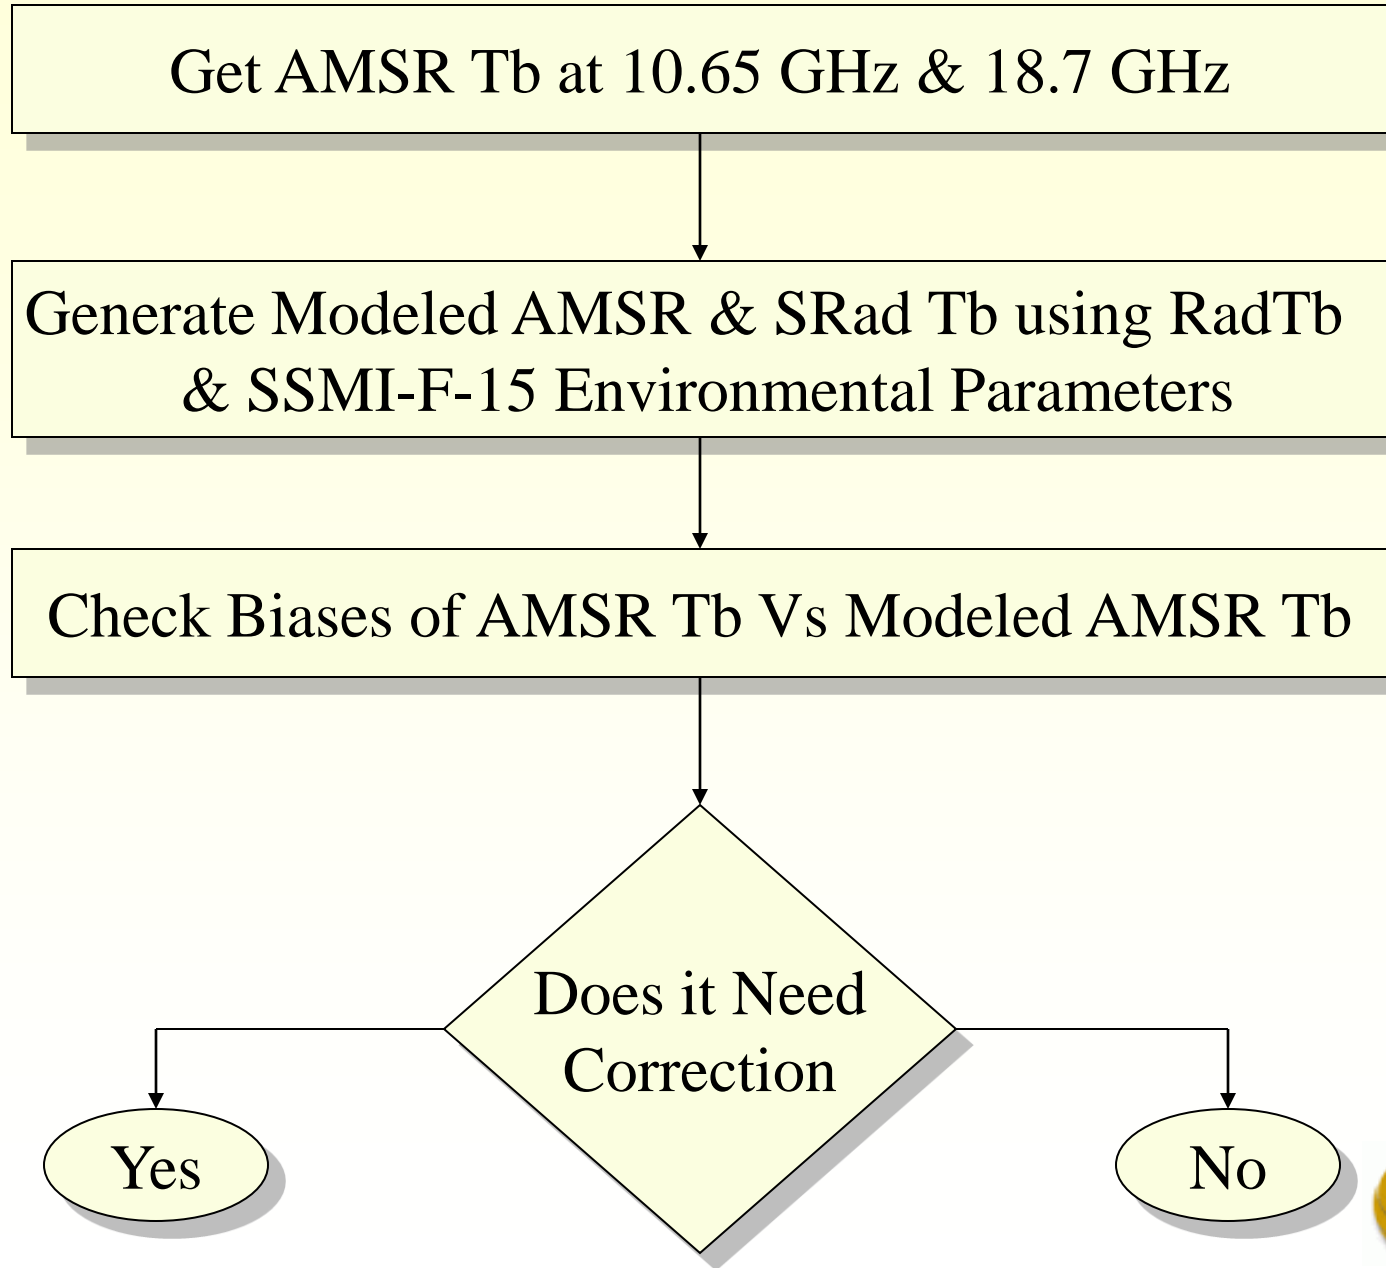 Get AMSR Tb at 10.65 GHz & 18.7 GHz
Generate Modeled AMSR & SRad Tb using RadTb
& SSMI-F-15 Environmental Parameters
Check Biases of AMSR Tb Vs Modeled AMSR Tb
Does it Need
Correction
Yes
No